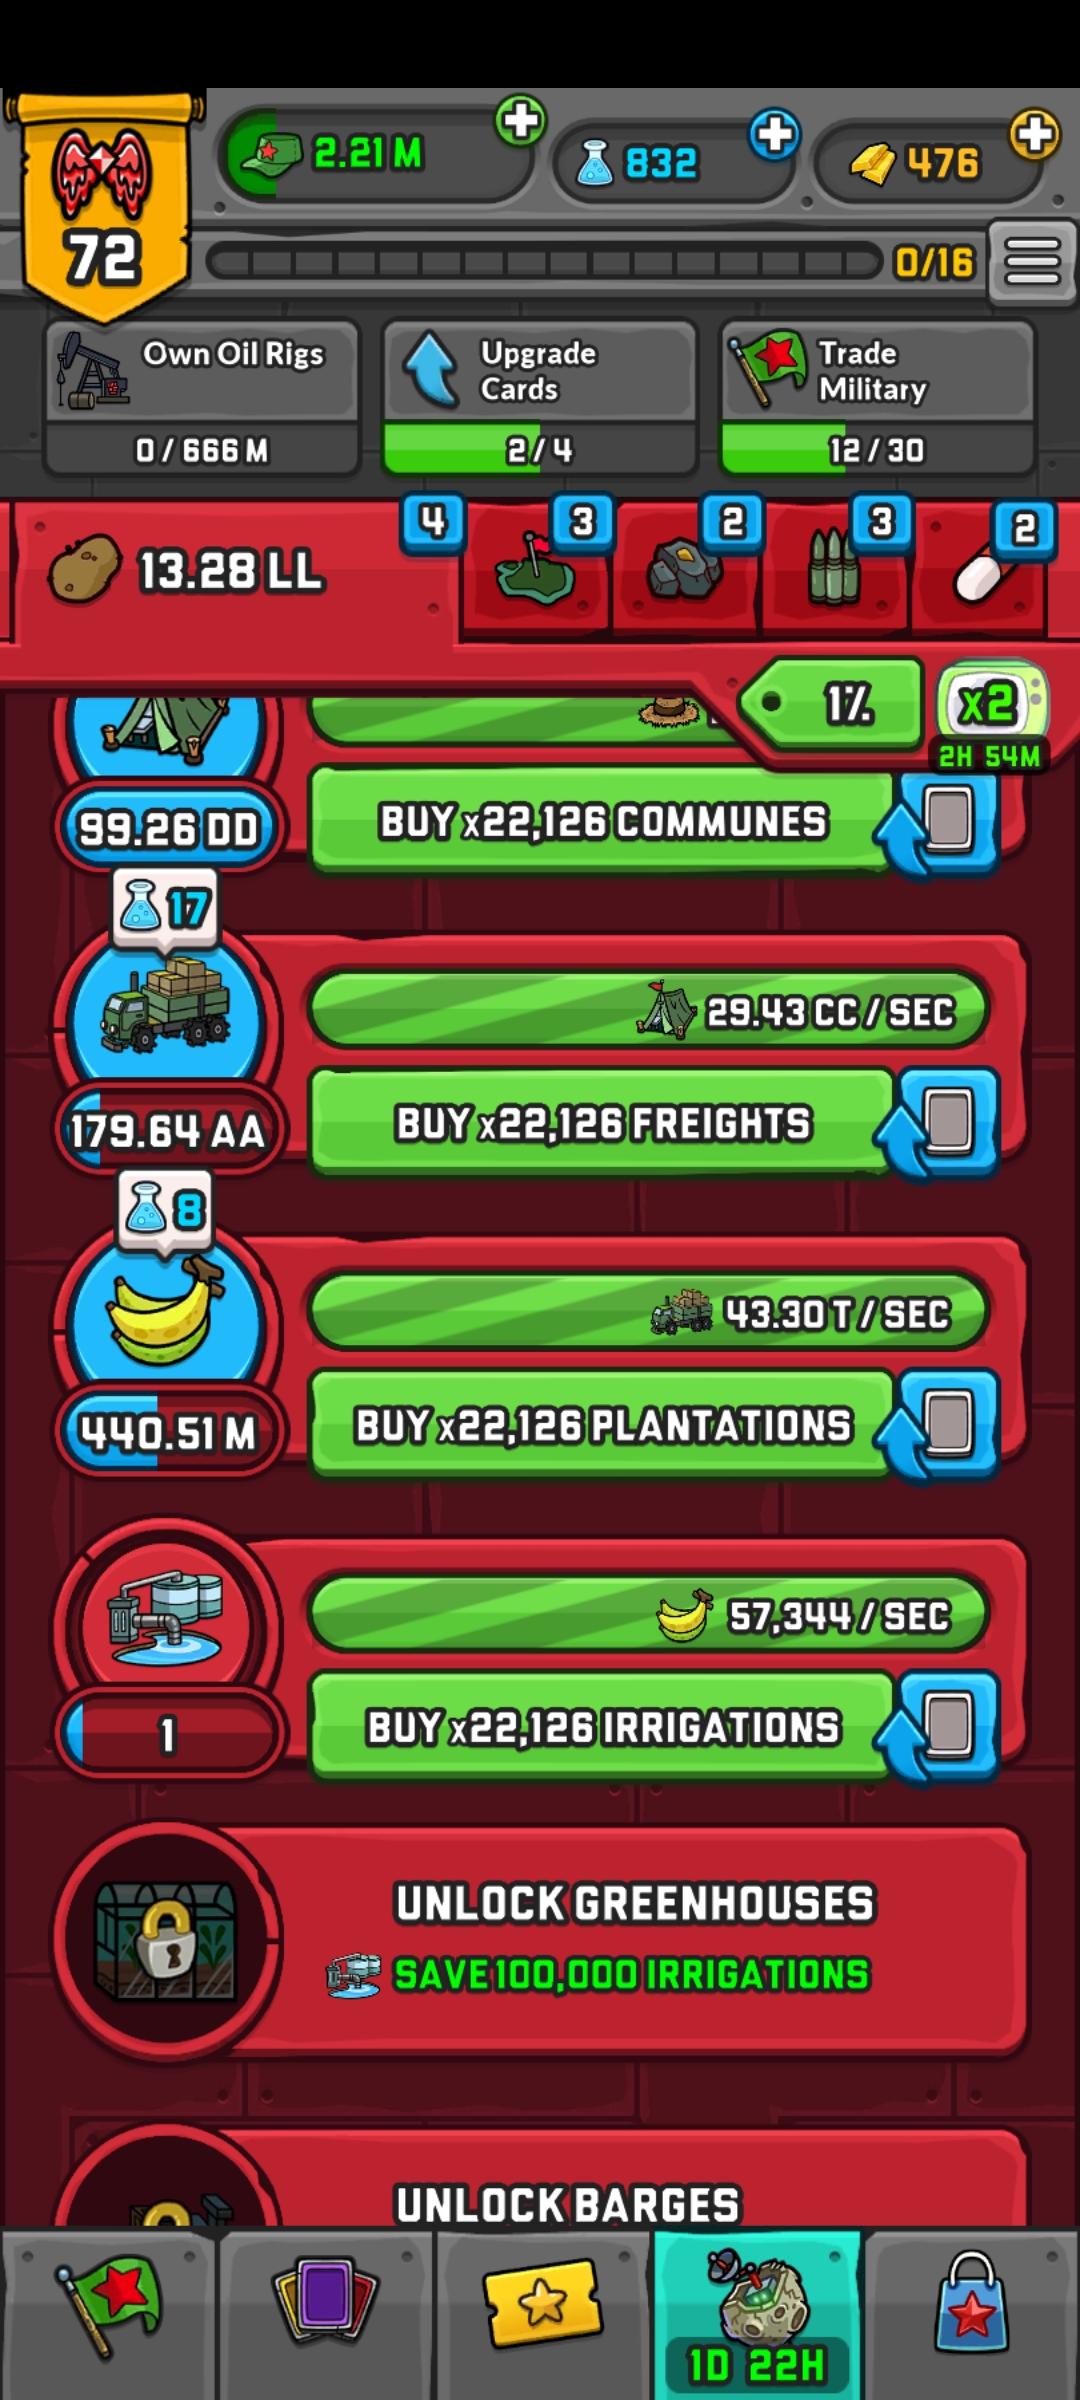 2.21 M
832
476
72
0/16
Own Oil Rigs
0 / 666 M
Upgrade
Cards
2 / 4
Trade
Military
12 / 30
13.28 LL
4
3
2
3
2
1%
x2
2H 54M
99.26 DD
BUY x22,126 COMMUNES
17
29.43 CC / SEC
179.64 AA
BUY x22,126 FREIGHTS
8
43.30 T / SEC
440.51 M
BUY x22,126 PLANTATIONS
57,344 / SEC
1
BUY x22,126 IRRIGATIONS
UNLOCK GREENHOUSES
SAVE 100,000 IRRIGATIONS
UNLOCK BARGES
1D 22H